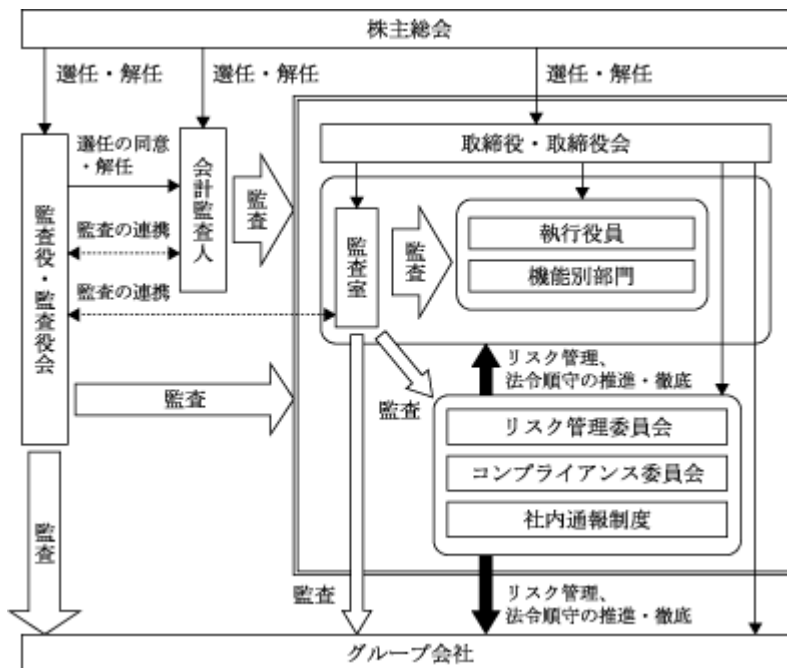 株主総会
選任・解任
選任・解任
選任・解任
取締役・取締役会
選任の同意
・解任
会計監査人
監査
監査の連携
監査役・監査役会
監査室
監査
執行役員
機能別部門
監査の連携
リスク管理、
法令順守の推進・徹底
監査
監査
リスク管理委員会
コンプライアンス委員会
社内通報制度
監査
監査
リスク管理、
法令順守の推進・徹底
グループ会社